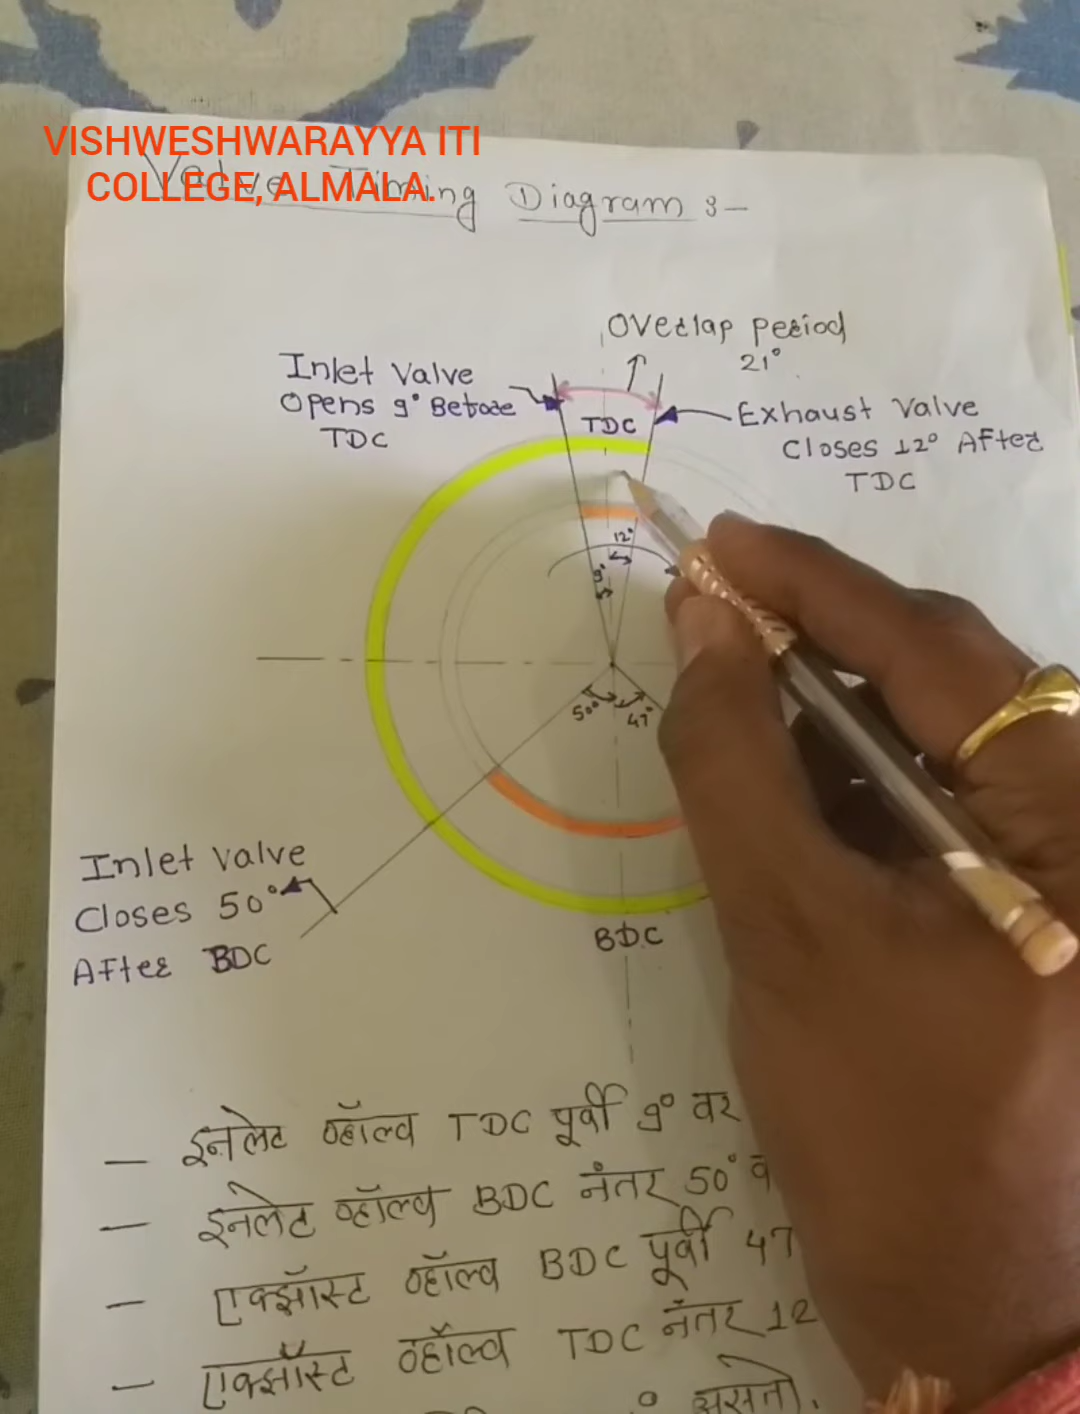 VISHWESHWARAYYA ITI
COLLEGE, ALMALA.
Valve Timing Diagram :-
Overlap Period
21°
Inlet Valve
Opens 9° Before
TDC
TDC
Exhaust Valve
Closes 12° After
TDC
12°
9°
50°
47°
Inlet Valve
Closes 50°
After BDC
BDC
— इनलेट व्हॉल्व TDC पूर्वी 9° वर
— इनलेट व्हॉल्व BDC नंतर 50°
— एक्झॉस्ट व्हॉल्व BDC पूर्वी 47
— एक्झॉस्ट व्हॉल्व TDC नंतर 12
° असतो.